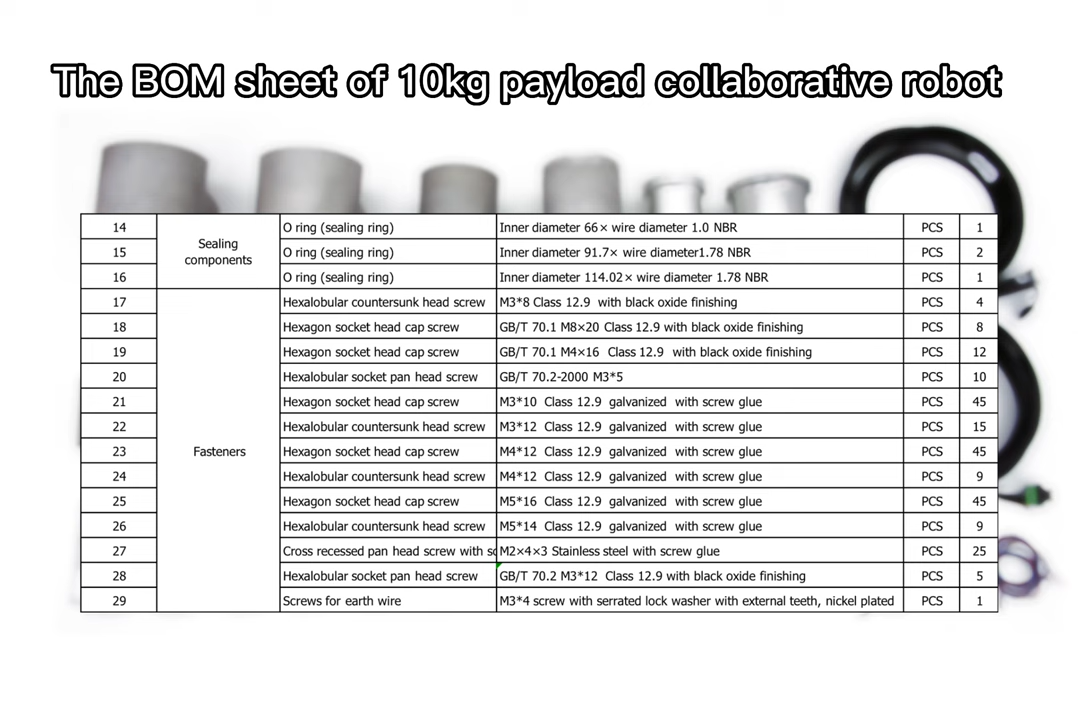 The BOM sheet of 10kg payload collaborative robot
14 Sealing components O ring (sealing ring) Inner diameter 66× wire diameter 1.0 NBR PCS 1
15 O ring (sealing ring) Inner diameter 91.7× wire diameter1.78 NBR PCS 2
16 O ring (sealing ring) Inner diameter 114.02× wire diameter 1.78 NBR PCS 1
17 Fasteners Hexalobular countersunk head screw M3*8 Class 12.9 with black oxide finishing PCS 4
18 Hexagon socket head cap screw GB/T 70.1 M8×20 Class 12.9 with black oxide finishing PCS 8
19 Hexagon socket head cap screw GB/T 70.1 M4×16 Class 12.9 with black oxide finishing PCS 12
20 Hexalobular socket pan head screw GB/T 70.2-2000 M3*5 PCS 10
21 Hexagon socket head cap screw M3*10 Class 12.9 galvanized with screw glue PCS 45
22 Hexalobular countersunk head screw M3*12 Class 12.9 galvanized with screw glue PCS 15
23 Hexagon socket head cap screw M4*12 Class 12.9 galvanized with screw glue PCS 45
24 Hexalobular countersunk head screw M4*12 Class 12.9 galvanized with screw glue PCS 9
25 Hexagon socket head cap screw M5*16 Class 12.9 galvanized with screw glue PCS 45
26 Hexalobular countersunk head screw M5*14 Class 12.9 galvanized with screw glue PCS 9
27 Cross recessed pan head screw with M2×4×3 Stainless steel with screw glue PCS 25
28 Hexalobular socket pan head screw GB/T 70.2 M3*12 Class 12.9 with black oxide finishing PCS 5
29 Screws for earth wire M3*4 screw with serrated lock washer with external teeth, nickel plated PCS 1